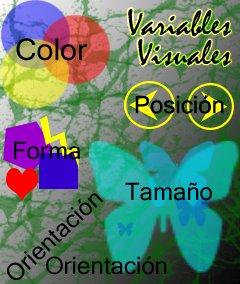 Variables
Visuales
Color
Posición
Forma
Tamaño
Orientación
Orientación